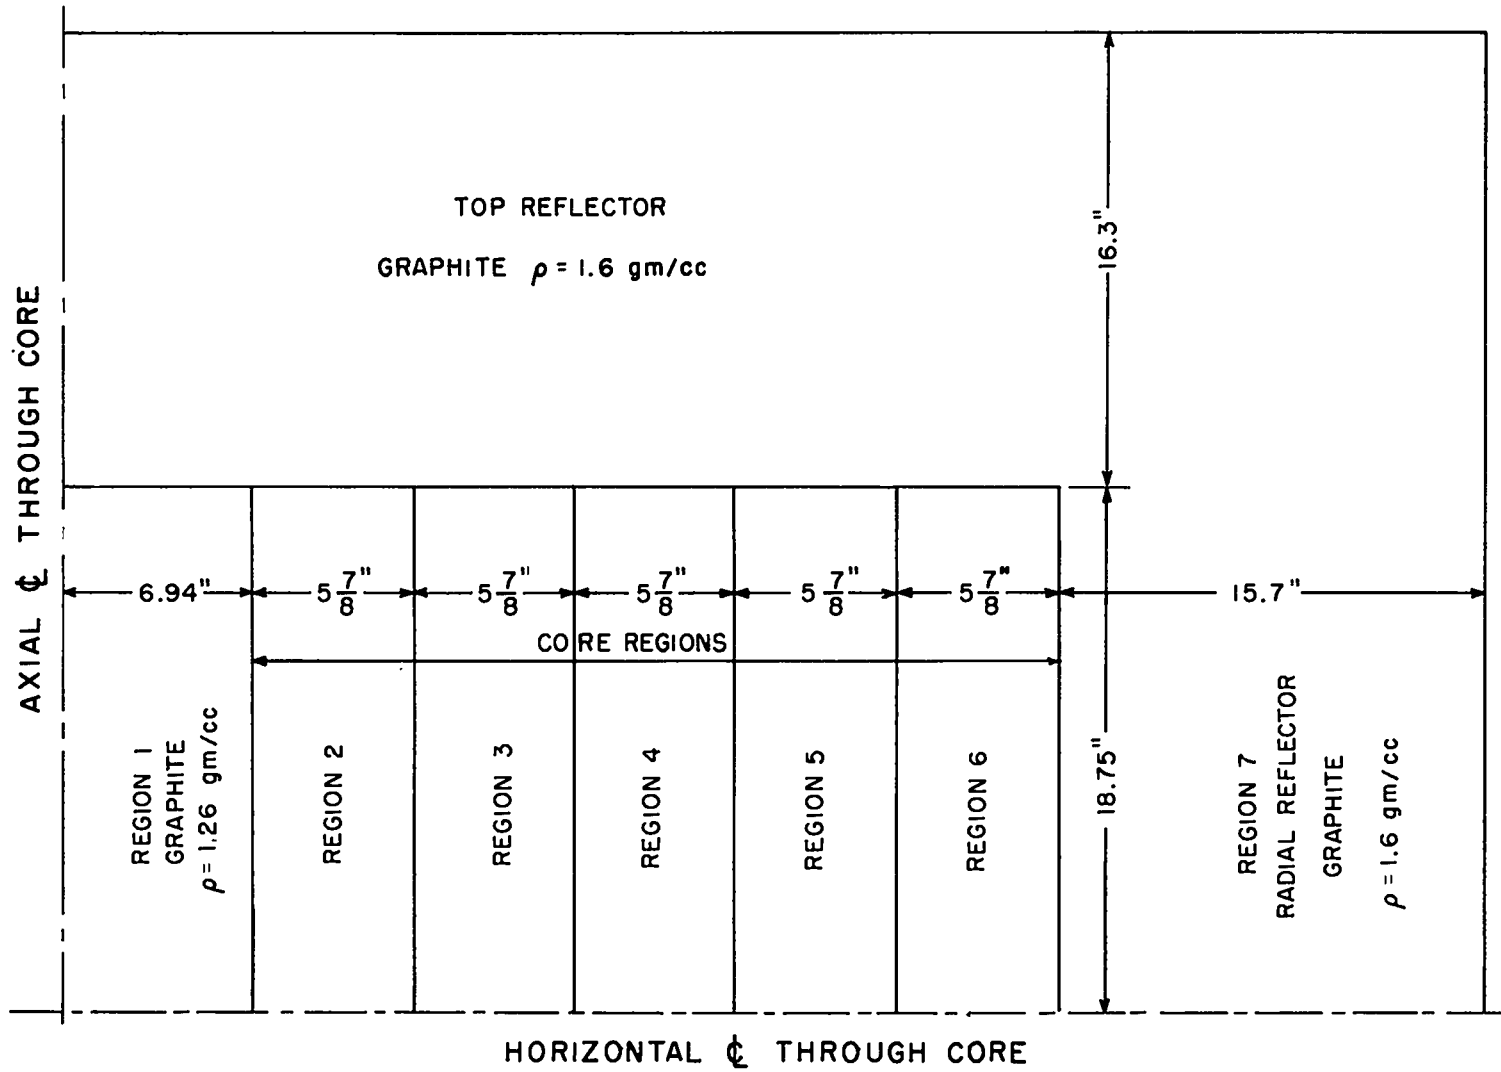 TOP REFLECTOR
GRAPHITE ρ = 1.6 gm/cc
16.3"
AXIAL ℄ THROUGH CORE
6.94"
5 7/8"
5 7/8"
5 7/8"
5 7/8"
5 7/8"
15.7"
CORE REGIONS
REGION 1
GRAPHITE
ρ = 1.26 gm/cc
REGION 2
REGION 3
REGION 4
REGION 5
REGION 6
18.75"
REGION 7
RADIAL REFLECTOR
GRAPHITE
ρ = 1.6 gm/cc
HORIZONTAL ℄ THROUGH CORE